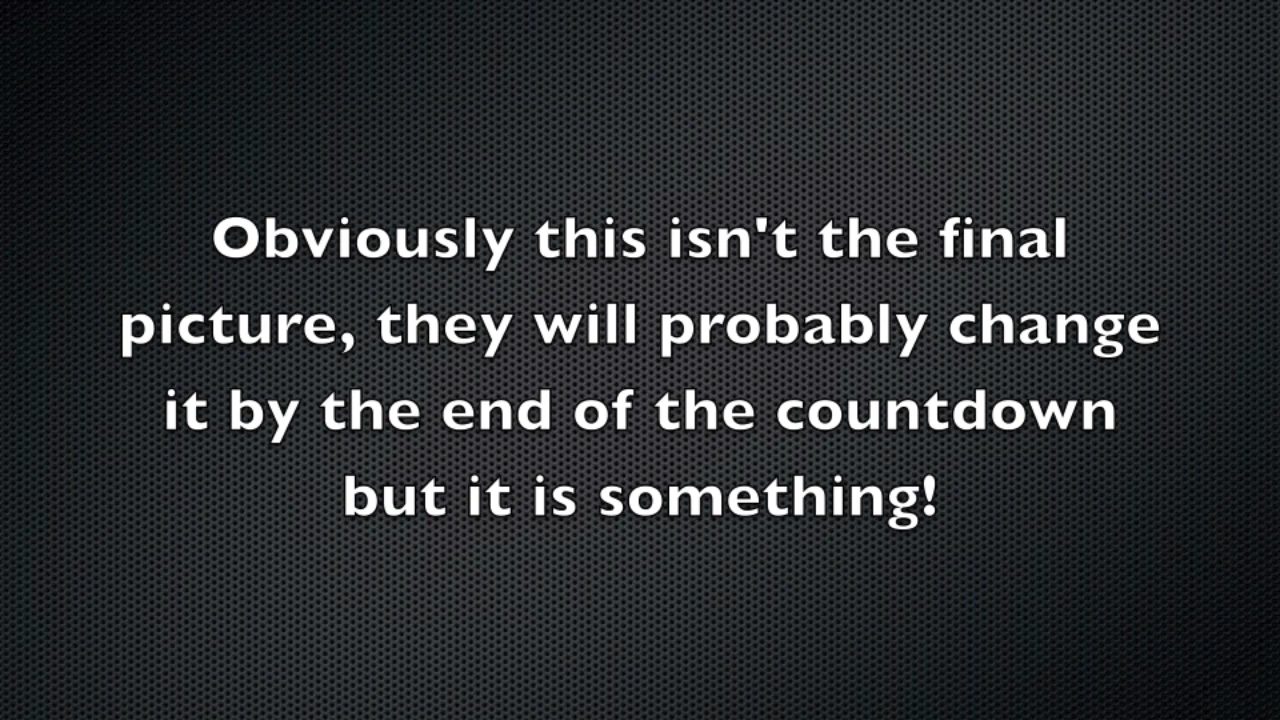 Obviously this isn't the final
picture, they will probably change
it by the end of the countdown
but it is something!